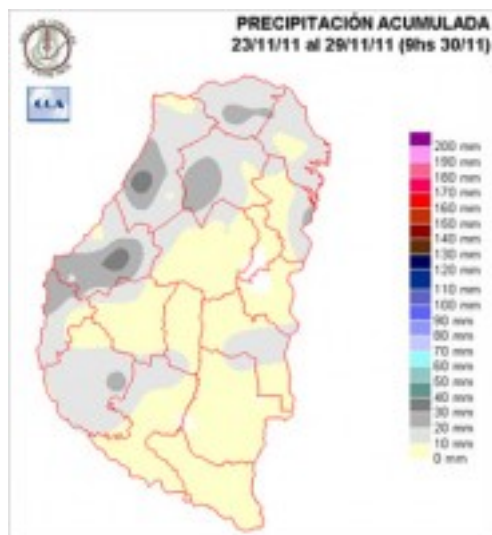 PRECIPITACIÓN ACUMULADA
23/11/11 al 29/11/11 (9hs 30/11)
200 mm
190 mm
180 mm
170 mm
160 mm
150 mm
140 mm
130 mm
120 mm
110 mm
100 mm
90 mm
80 mm
70 mm
60 mm
50 mm
40 mm
30 mm
20 mm
10 mm
0 mm